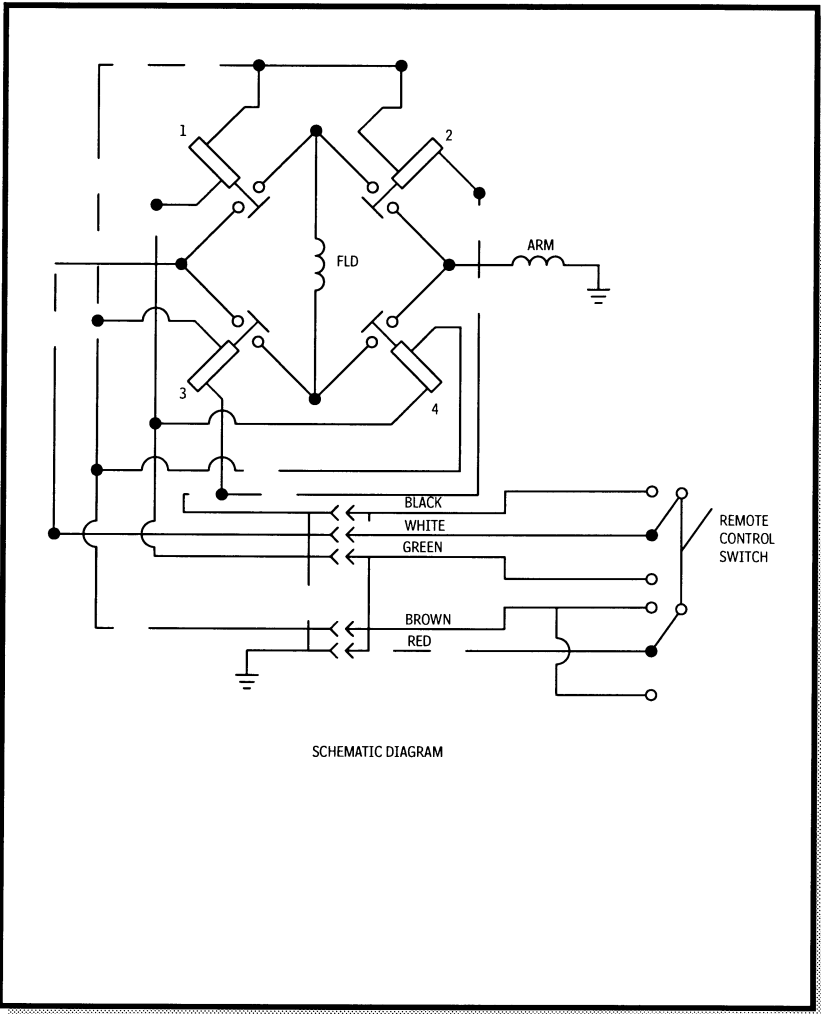 1
2
ARM
FLD
3
4
BLACK
WHITE
GREEN
BROWN
RED
REMOTE
CONTROL
SWITCH
SCHEMATIC DIAGRAM